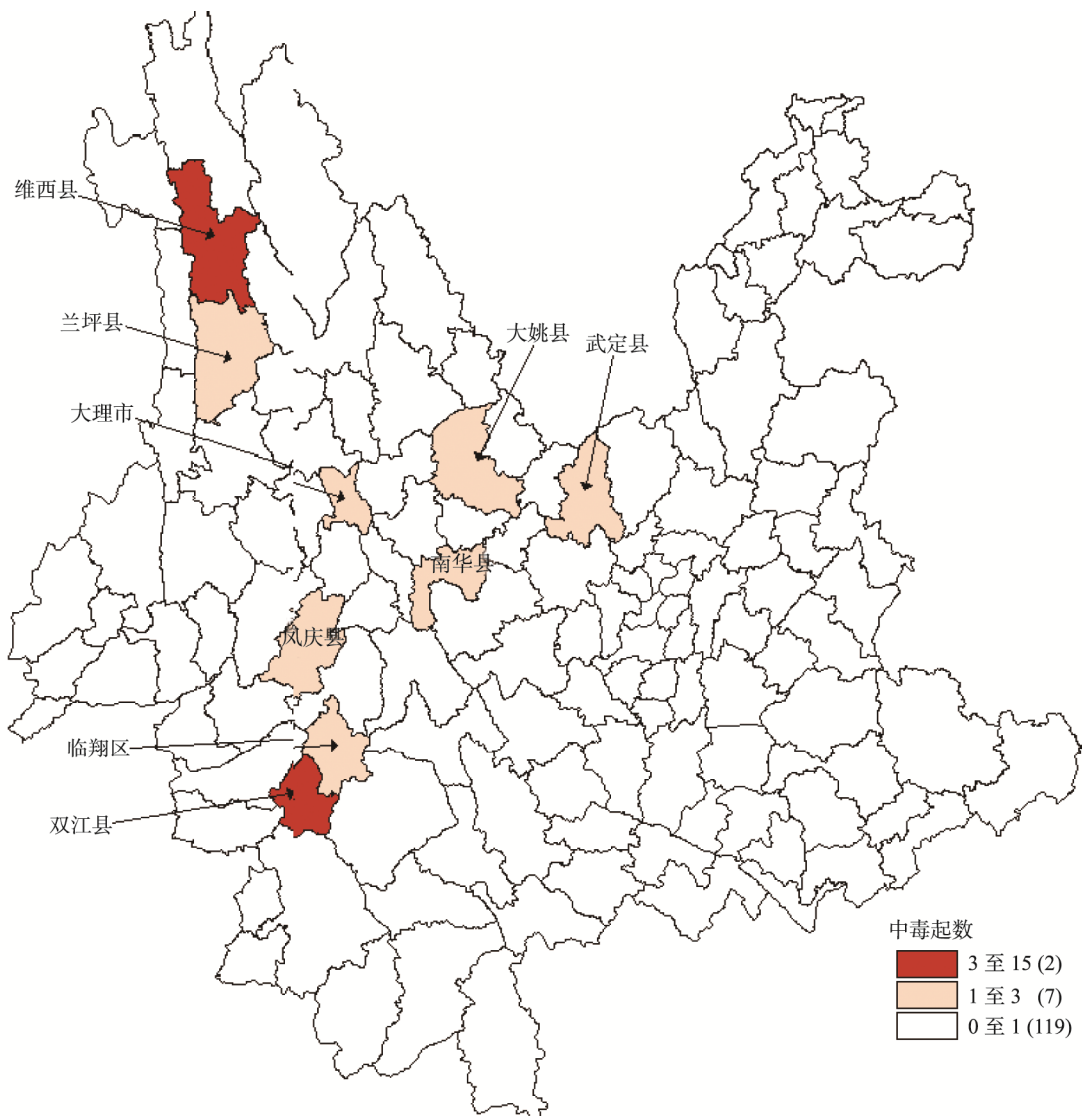 维西县
兰坪县
大姚县
武定县
大理市
南华县
凤庆县
临翔区
双江县
中毒起数
3 至 15 (2)
1 至 3 (7)
0 至 1 (119)